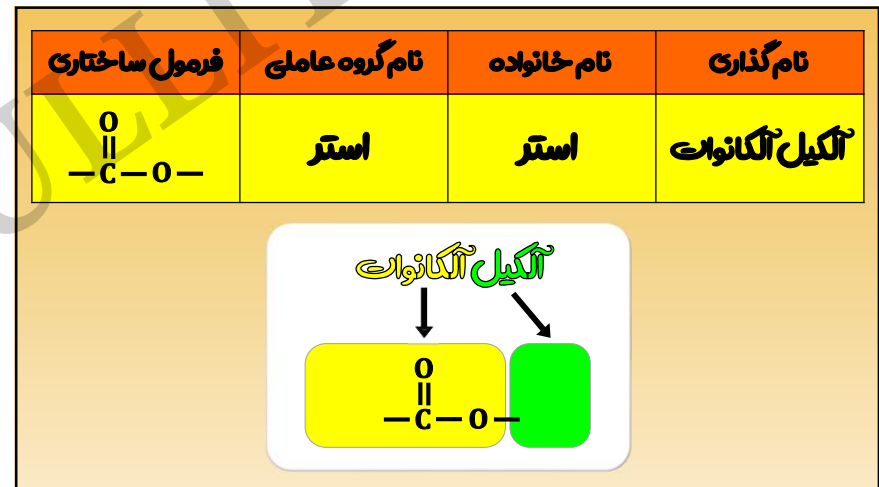 نام‌گذاری نام خانواده نام گروه عاملی فرمول ساختاری
آلکیل آلکانوات استر استر
O
||
— C — O —
آلکیل آلکانوات
O
||
— C — O —